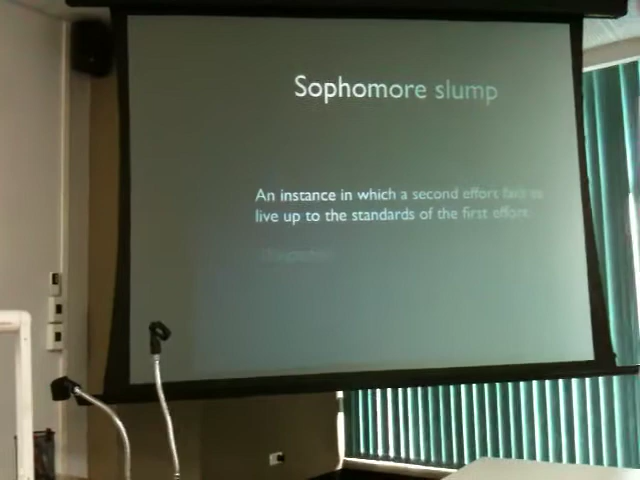 Sophomore slump
An instance in which a second effort fails to
live up to the standards of the first effort.